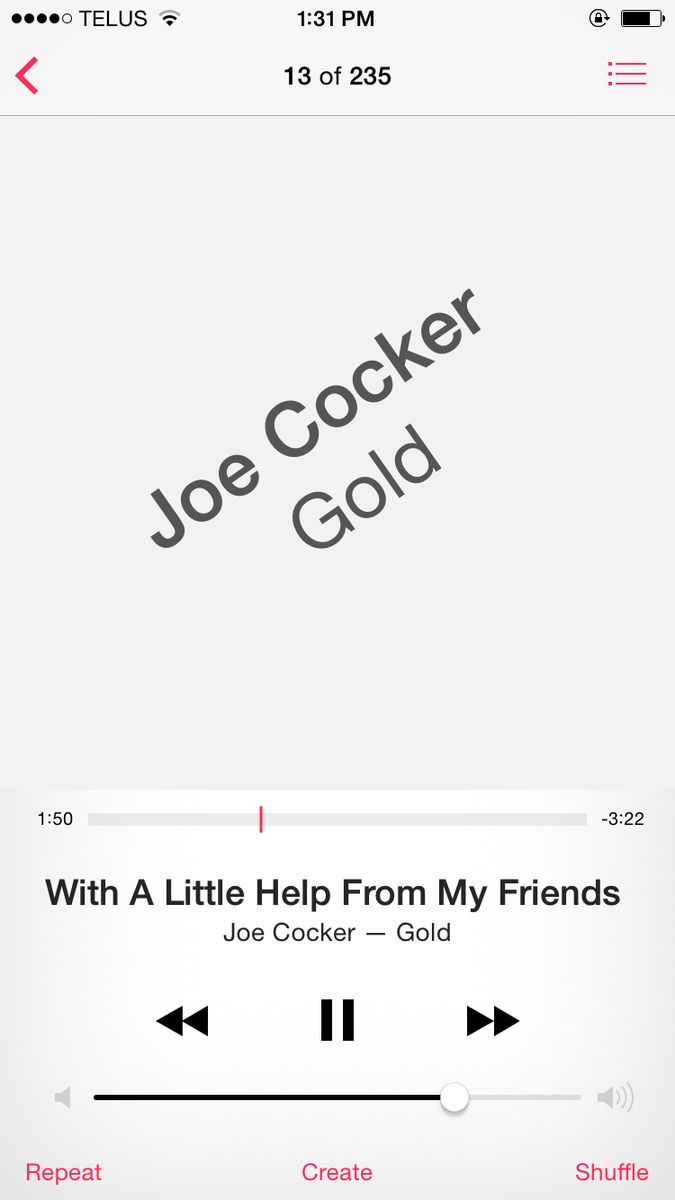 TELUS 1:31 PM
13 of 235
Joe Cocker
Gold
1:50 -3:22
With A Little Help From My Friends
Joe Cocker — Gold
Repeat Create Shuffle